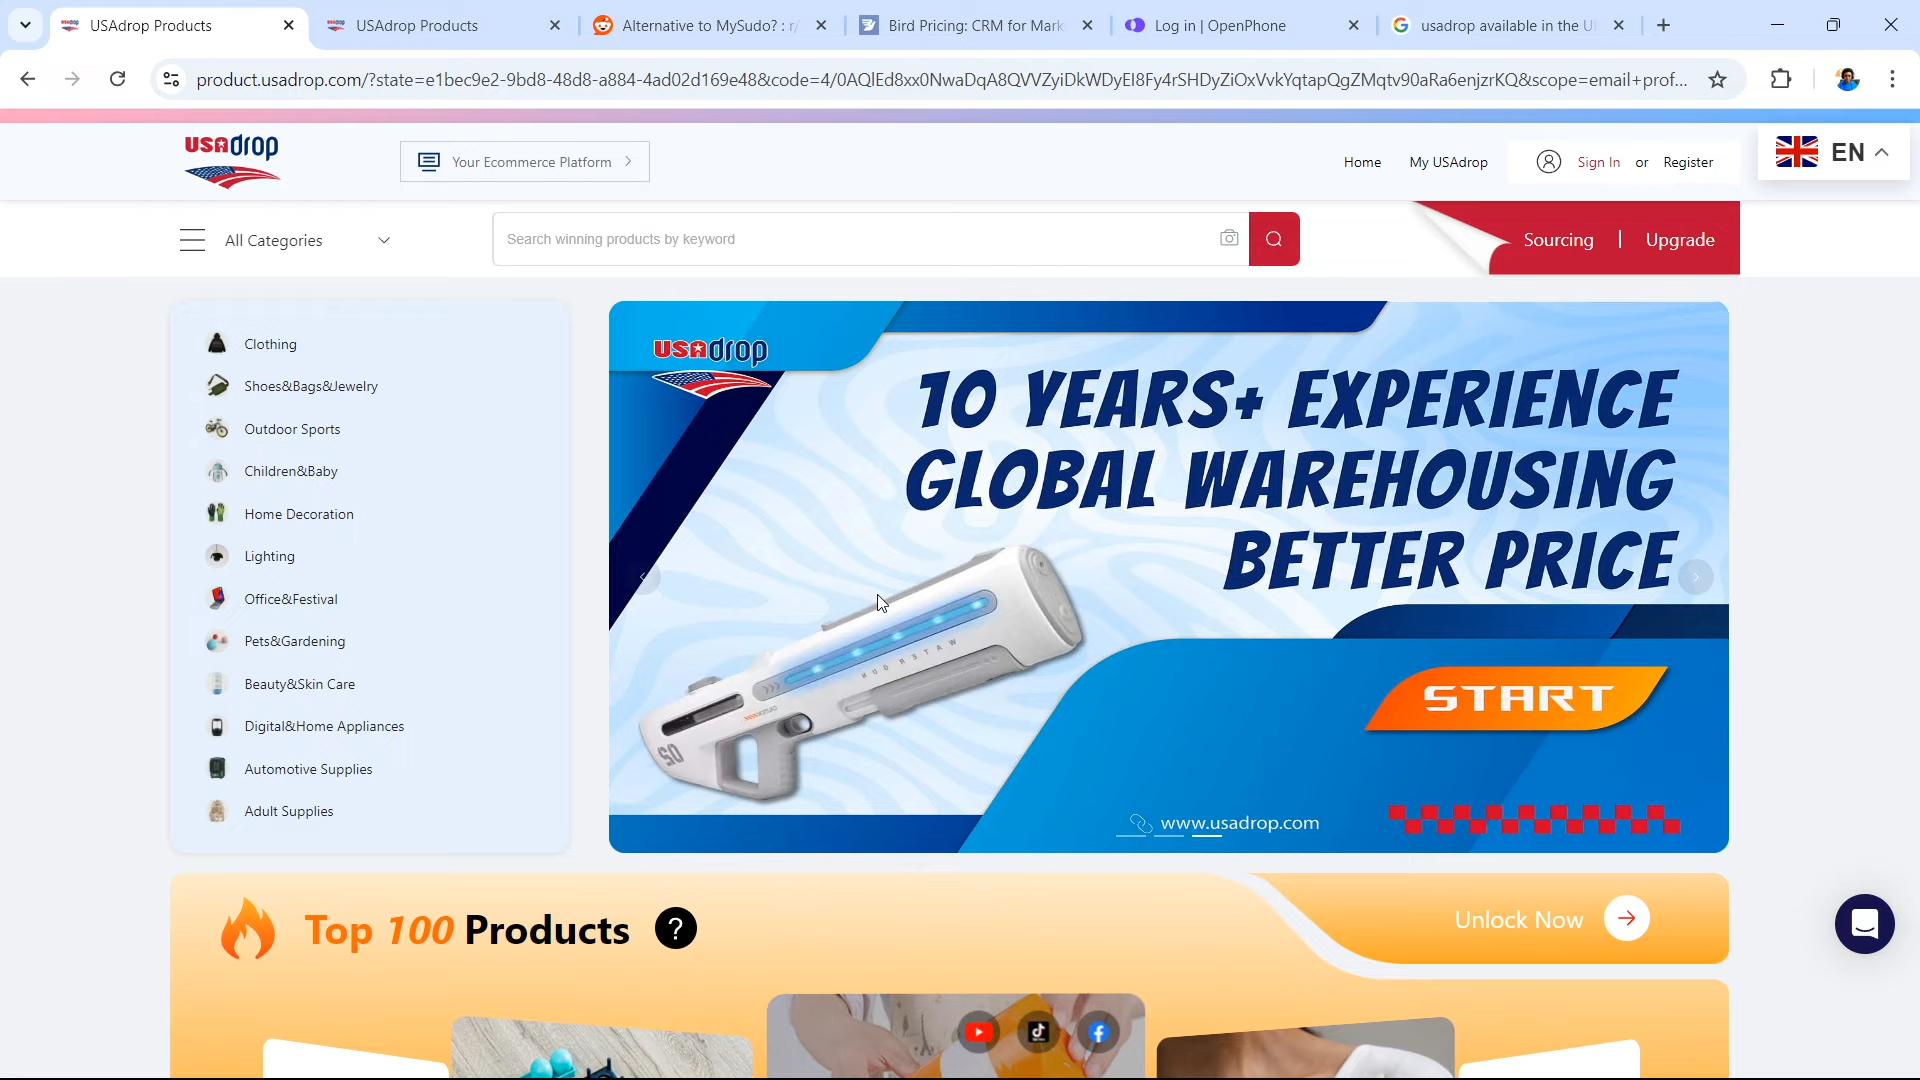 USAdrop Products
USAdrop Products
Alternative to MySudo? : r/
Bird Pricing: CRM for Mark
Log in | OpenPhone
usadrop available in the U
product.usadrop.com/?state=e1bec9e2-9bd8-48d8-a884-4ad02d169e48&code=4/0AQlEd8xx0NwaDqA8QVVZyiDkWDyEI8Fy4rSHDyZiOxVvkYqtapQgZMqtv90aRa6enjzrKQ&scope=email+prof...
USAdrop
Your Ecommerce Platform
Home
My USAdrop
Sign In or Register
EN
All Categories
Search winning products by keyword
Sourcing | Upgrade
Clothing
Shoes&Bags&Jewelry
Outdoor Sports
Children&Baby
Home Decoration
Lighting
Office&Festival
Pets&Gardening
Beauty&Skin Care
Digital&Home Appliances
Automotive Supplies
Adult Supplies
USAdrop
10 YEARS+ EXPERIENCE
GLOBAL WAREHOUSING
BETTER PRICE
WATER GUN
02
START
www.usadrop.com
Top 100 Products ?
Unlock Now